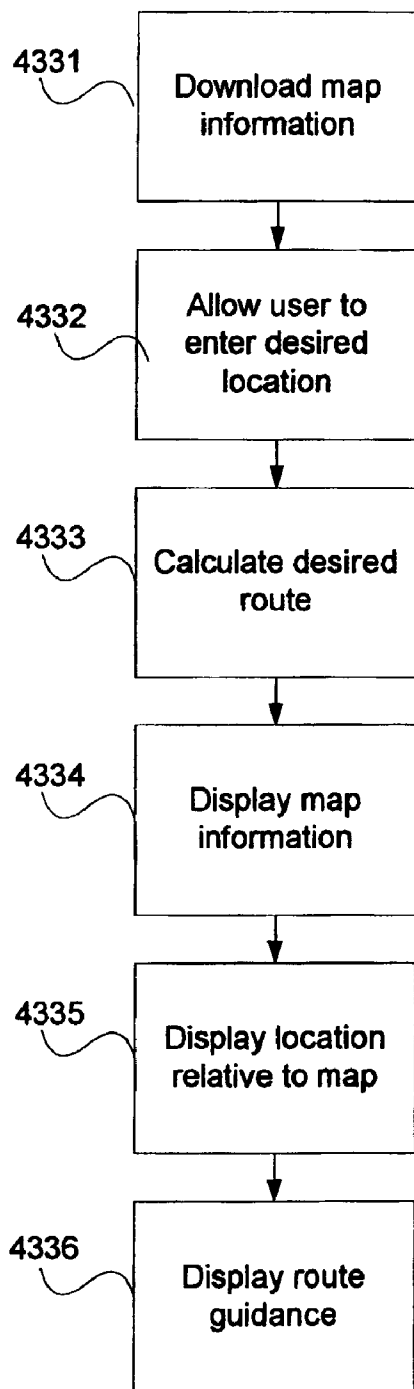 4331
Download map
information
4332
Allow user to
enter desired
location
4333
Calculate desired
route
4334
Display map
information
4335
Display location
relative to map
4336
Display route
guidance